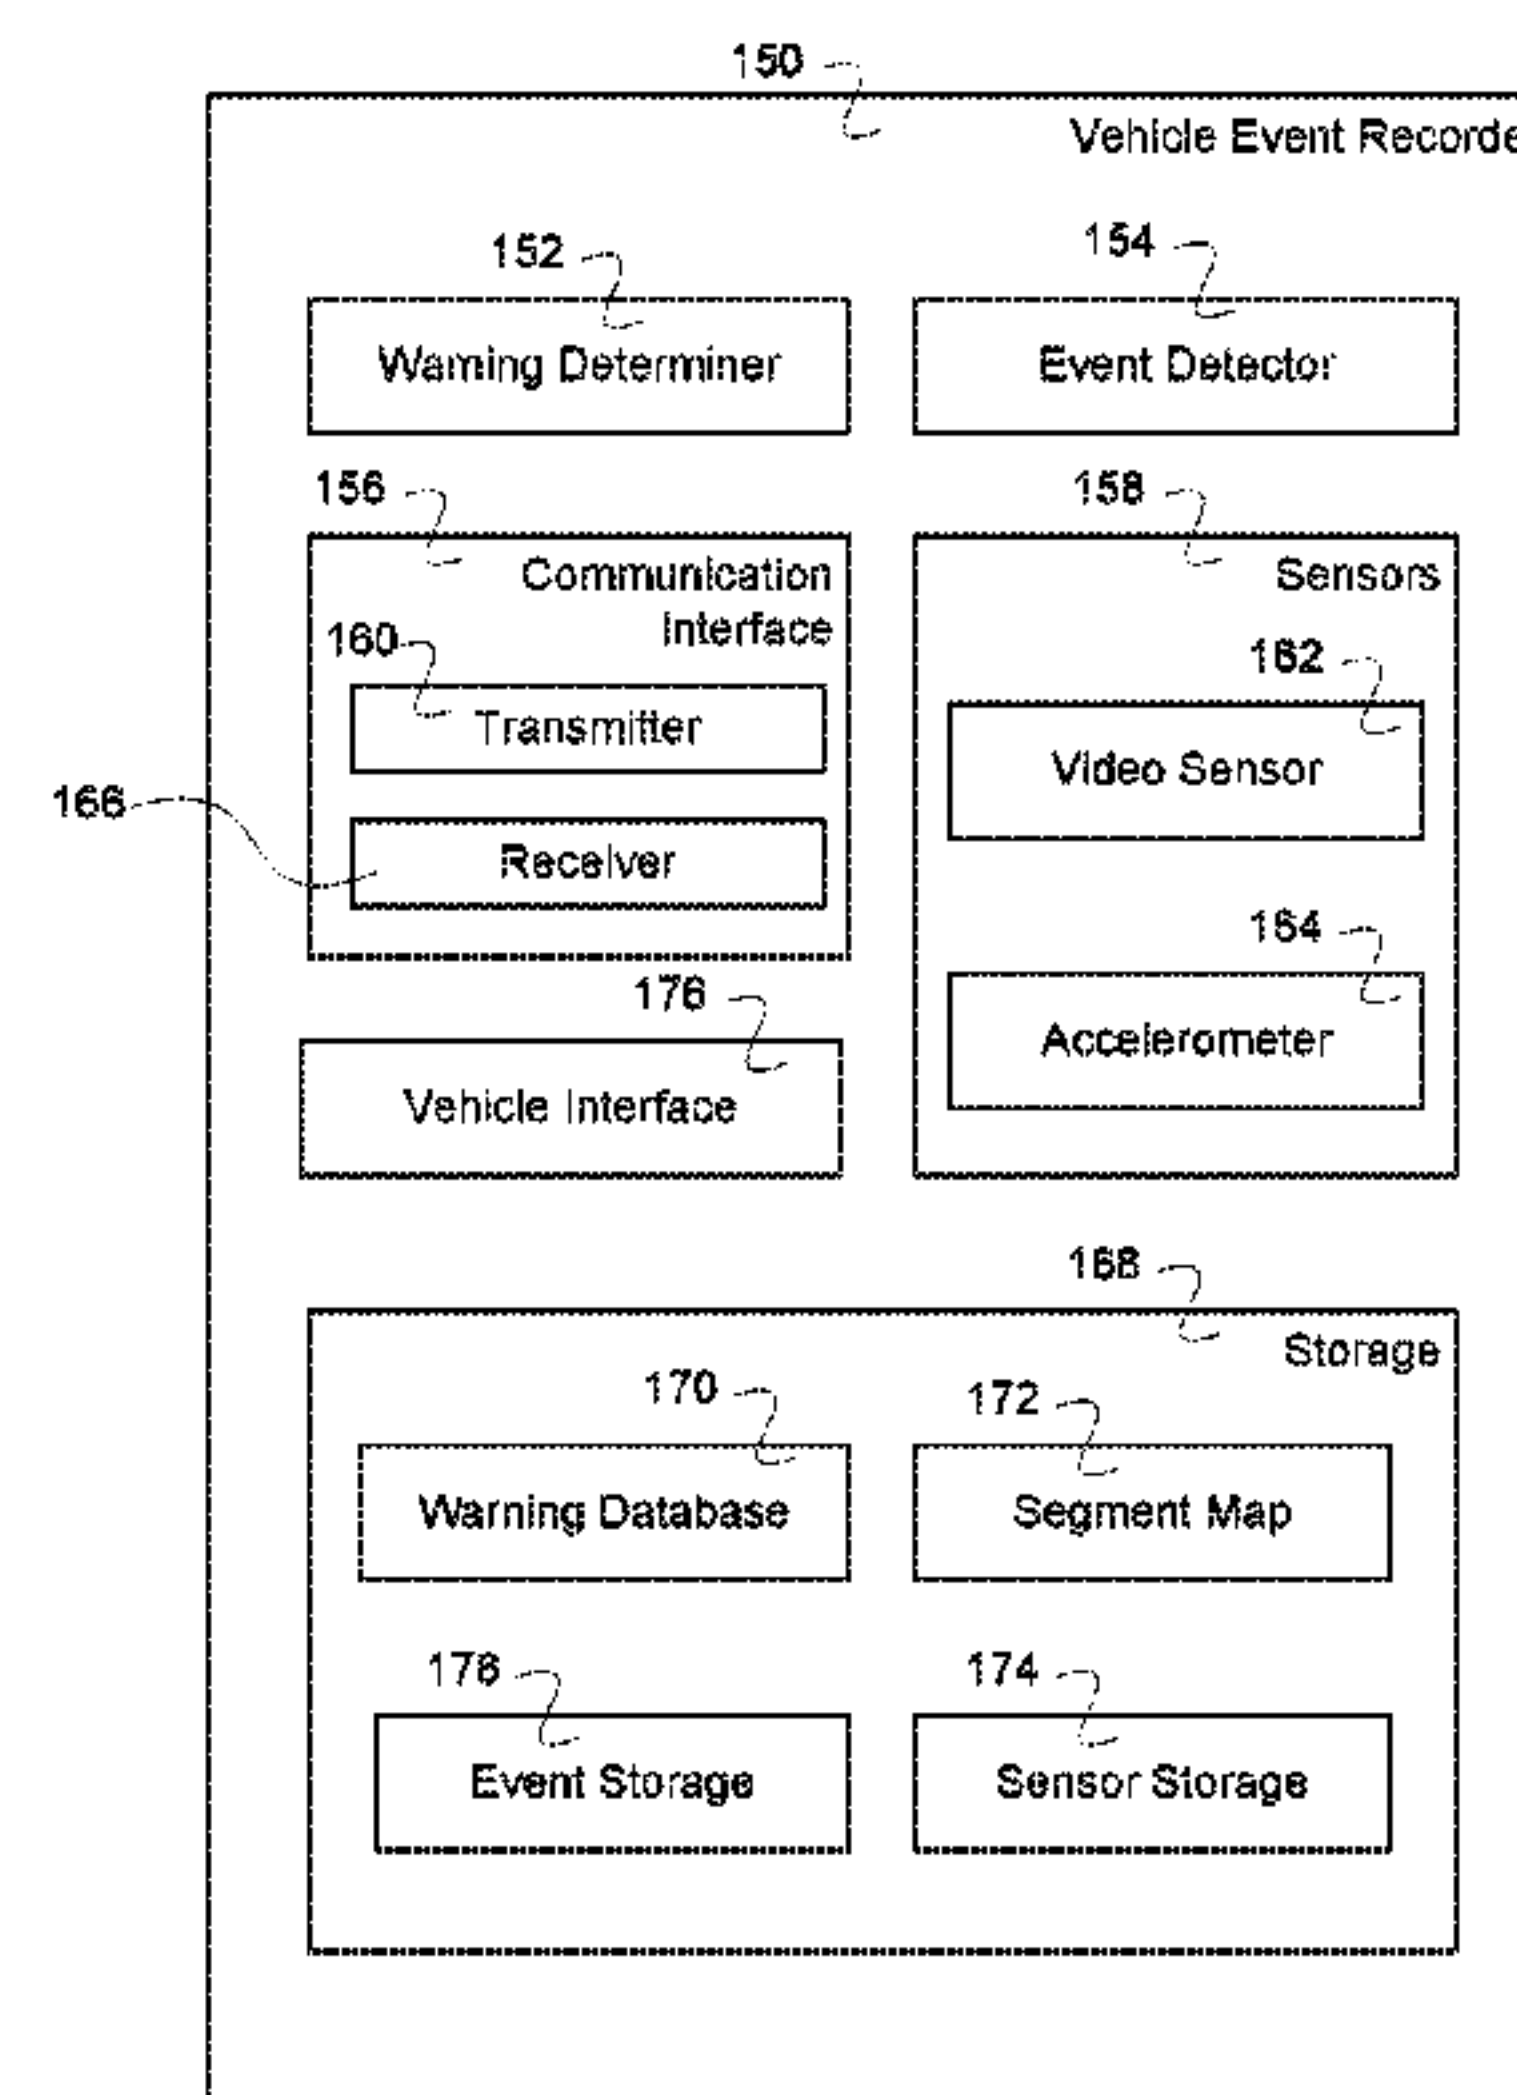 150
Vehicle Event Recorde
152
154
Warning Determiner
Event Detector
156
158
Communication
Interface
Sensors
160
162
Transmitter
Video Sensor
166
Receiver
164
176
Accelerometer
Vehicle Interface
168
Storage
170
172
Warning Database
Segment Map
174
Event Storage
Sensor Storage